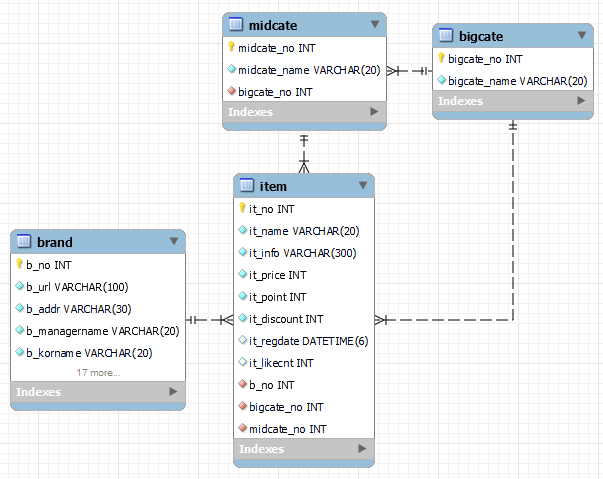 midcate
midcate_no INT
midcate_name VARCHAR(20)
bigcate_no INT
Indexes
bigcate
bigcate_no INT
bigcate_name VARCHAR(20)
Indexes
item
it_no INT
it_name VARCHAR(20)
it_info VARCHAR(300)
it_price INT
it_point INT
it_discount INT
it_regdate DATETIME(6)
it_likecnt INT
b_no INT
bigcate_no INT
midcate_no INT
Indexes
brand
b_no INT
b_url VARCHAR(100)
b_addr VARCHAR(30)
b_managername VARCHAR(20)
b_korname VARCHAR(20)
17 more...
Indexes